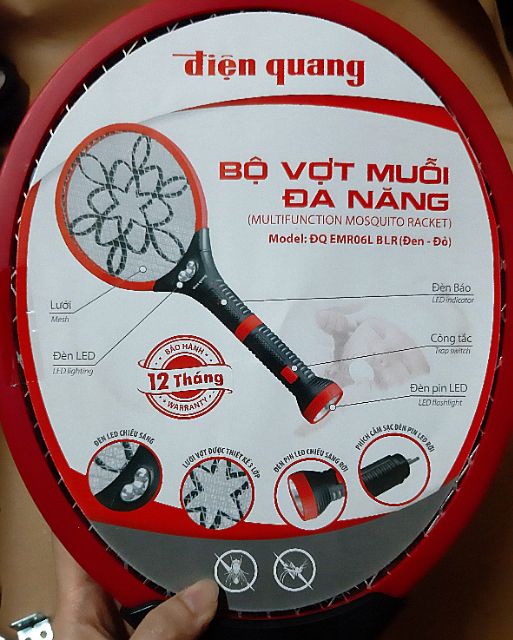 điện quang
BỘ VỢT MUỖI
ĐA NĂNG
(MULTIFUNCTION MOSQUITO RACKET)
Model: ĐQ EMR06L BLR (Đen - Đỏ)
Lưới
Mesh
Đèn LED
LED lighting
Đèn Báo
LED indicator
Công tắc
Trap switch
Đèn pin LED
LED flashlight
BẢO HÀNH
12 Tháng
WARRANTY
ĐÈN LED CHIẾU SÁNG
LƯỚI VỢT ĐƯỢC THIẾT KẾ 3 LỚP
ĐÈN PIN LED CHIẾU SÁNG RỜI
PHÍCH CẮM SẠC ĐÈN PIN LED RỜI